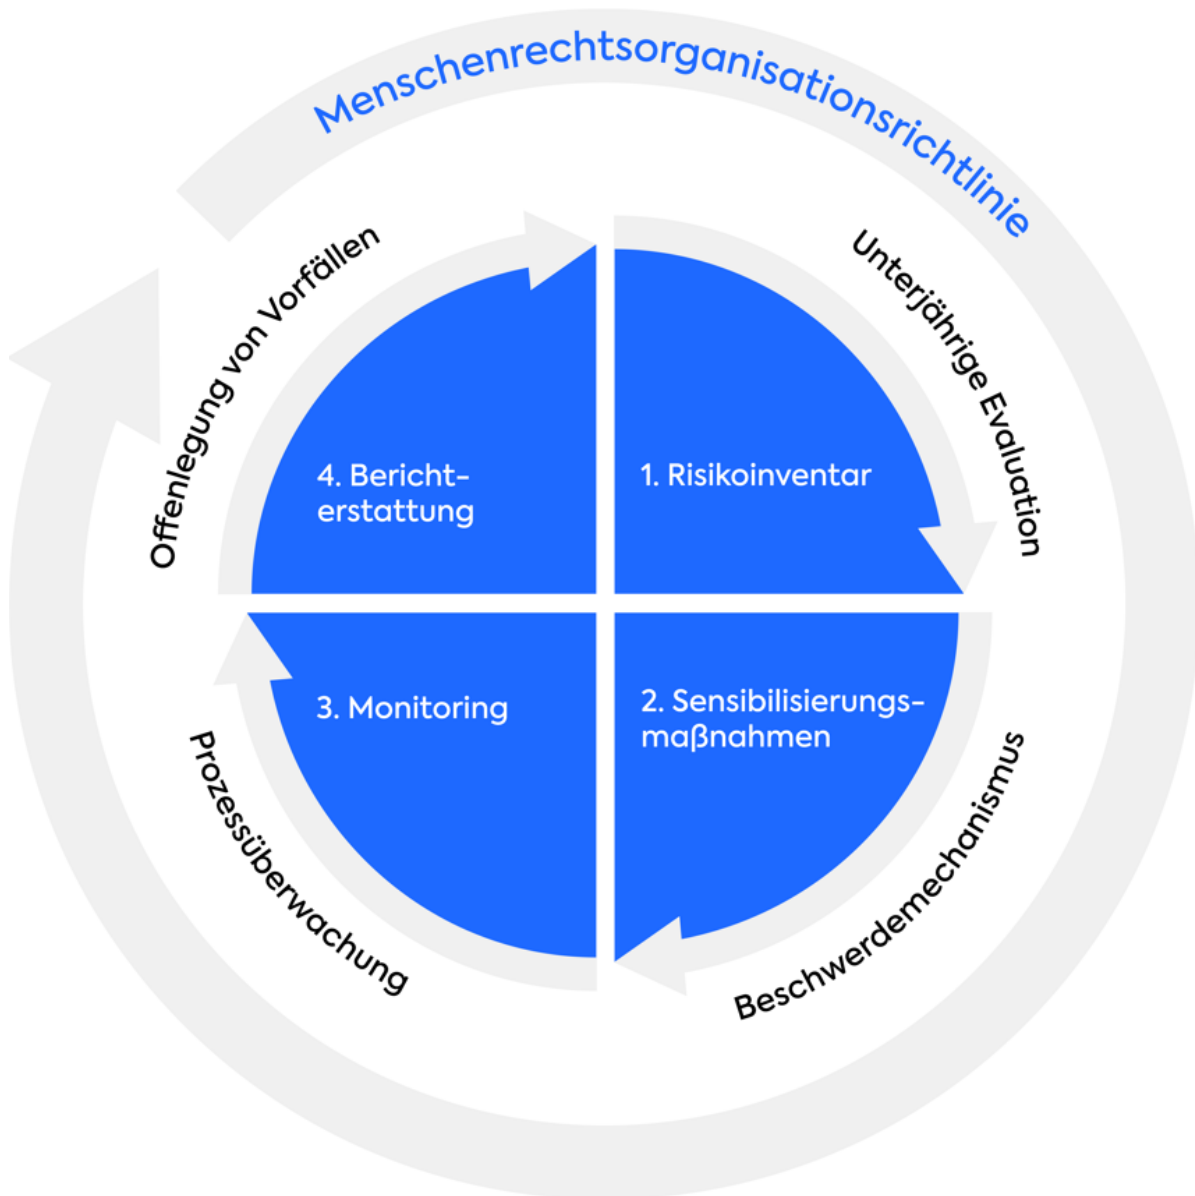 Menschenrechtsorganisationsrichtlinie
Offenlegung von Vorfällen
Unterjährige Evaluation
4. Bericht-
erstattung
1. Risikoinventar
3. Monitoring
2. Sensibilisierungs-
maßnahmen
Prozessüberwachung
Beschwerdemechanismus